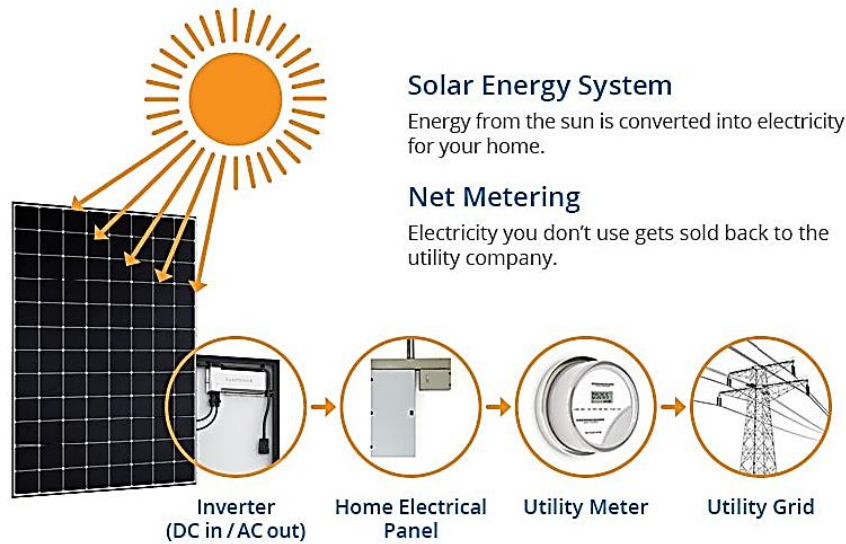 Solar Energy System
Energy from the sun is converted into electricity
for your home.
Net Metering
Electricity you don’t use gets sold back to the
utility company.
Inverter
(DC in / AC out)
Home Electrical
Panel
Utility Meter
Utility Grid